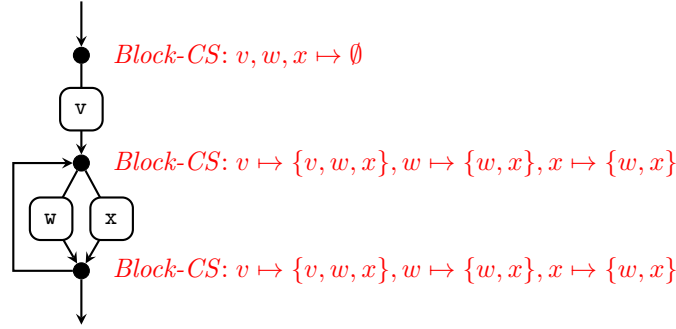 Block-CS: v, w, x ↦ ∅
v
Block-CS: v ↦ {v, w, x}, w ↦ {w, x}, x ↦ {w, x}
w x
Block-CS: v ↦ {v, w, x}, w ↦ {w, x}, x ↦ {w, x}